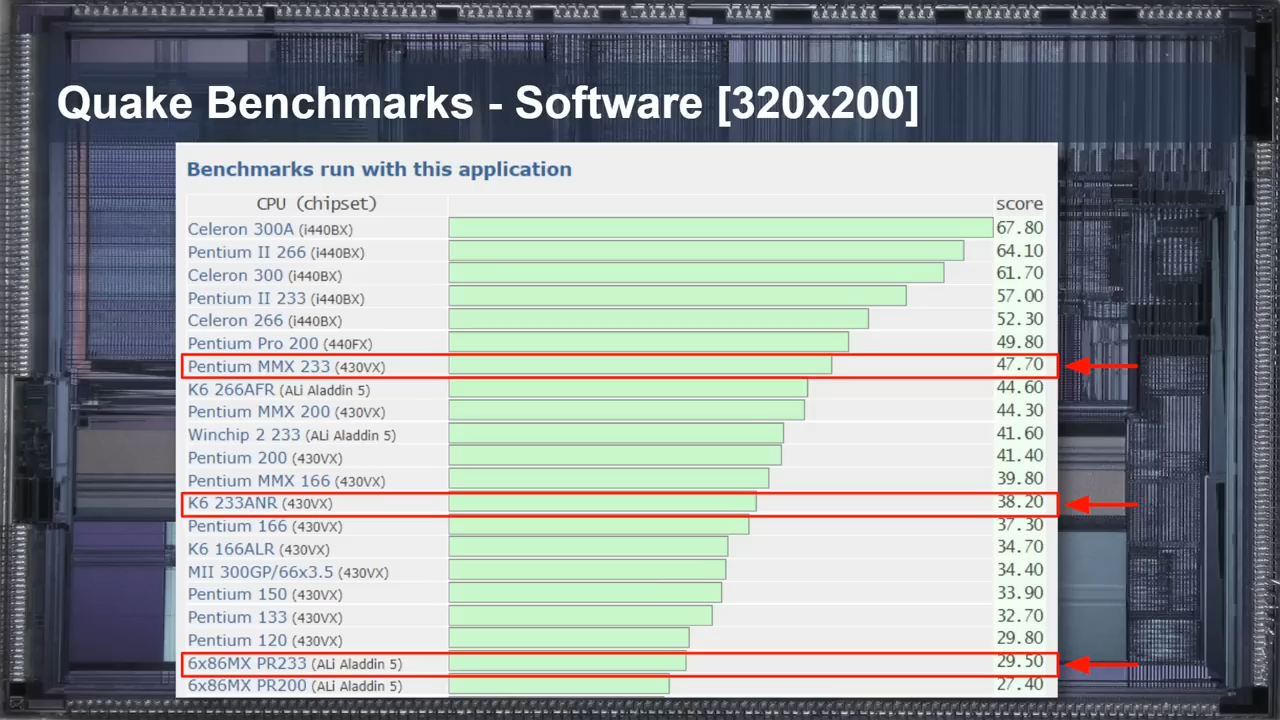 Quake Benchmarks - Software [320x200]
Benchmarks run with this application
CPU (chipset) score
Celeron 300A (i440BX) 67.80
Pentium II 266 (i440BX) 64.10
Celeron 300 (i440BX) 61.70
Pentium II 233 (i440BX) 57.00
Celeron 266 (i440BX) 52.30
Pentium Pro 200 (440FX) 49.80
Pentium MMX 233 (430VX) 47.70
K6 266AFR (ALi Aladdin 5) 44.60
Pentium MMX 200 (430VX) 44.30
Winchip 2 233 (ALi Aladdin 5) 41.60
Pentium 200 (430VX) 41.40
Pentium MMX 166 (430VX) 39.80
K6 233ANR (430VX) 38.20
Pentium 166 (430VX) 37.30
K6 166ALR (430VX) 34.70
MII 300GP/66x3.5 (430VX) 34.40
Pentium 150 (430VX) 33.90
Pentium 133 (430VX) 32.70
Pentium 120 (430VX) 29.80
6x86MX PR233 (ALi Aladdin 5) 29.50
6x86MX PR200 (ALi Aladdin 5) 27.40